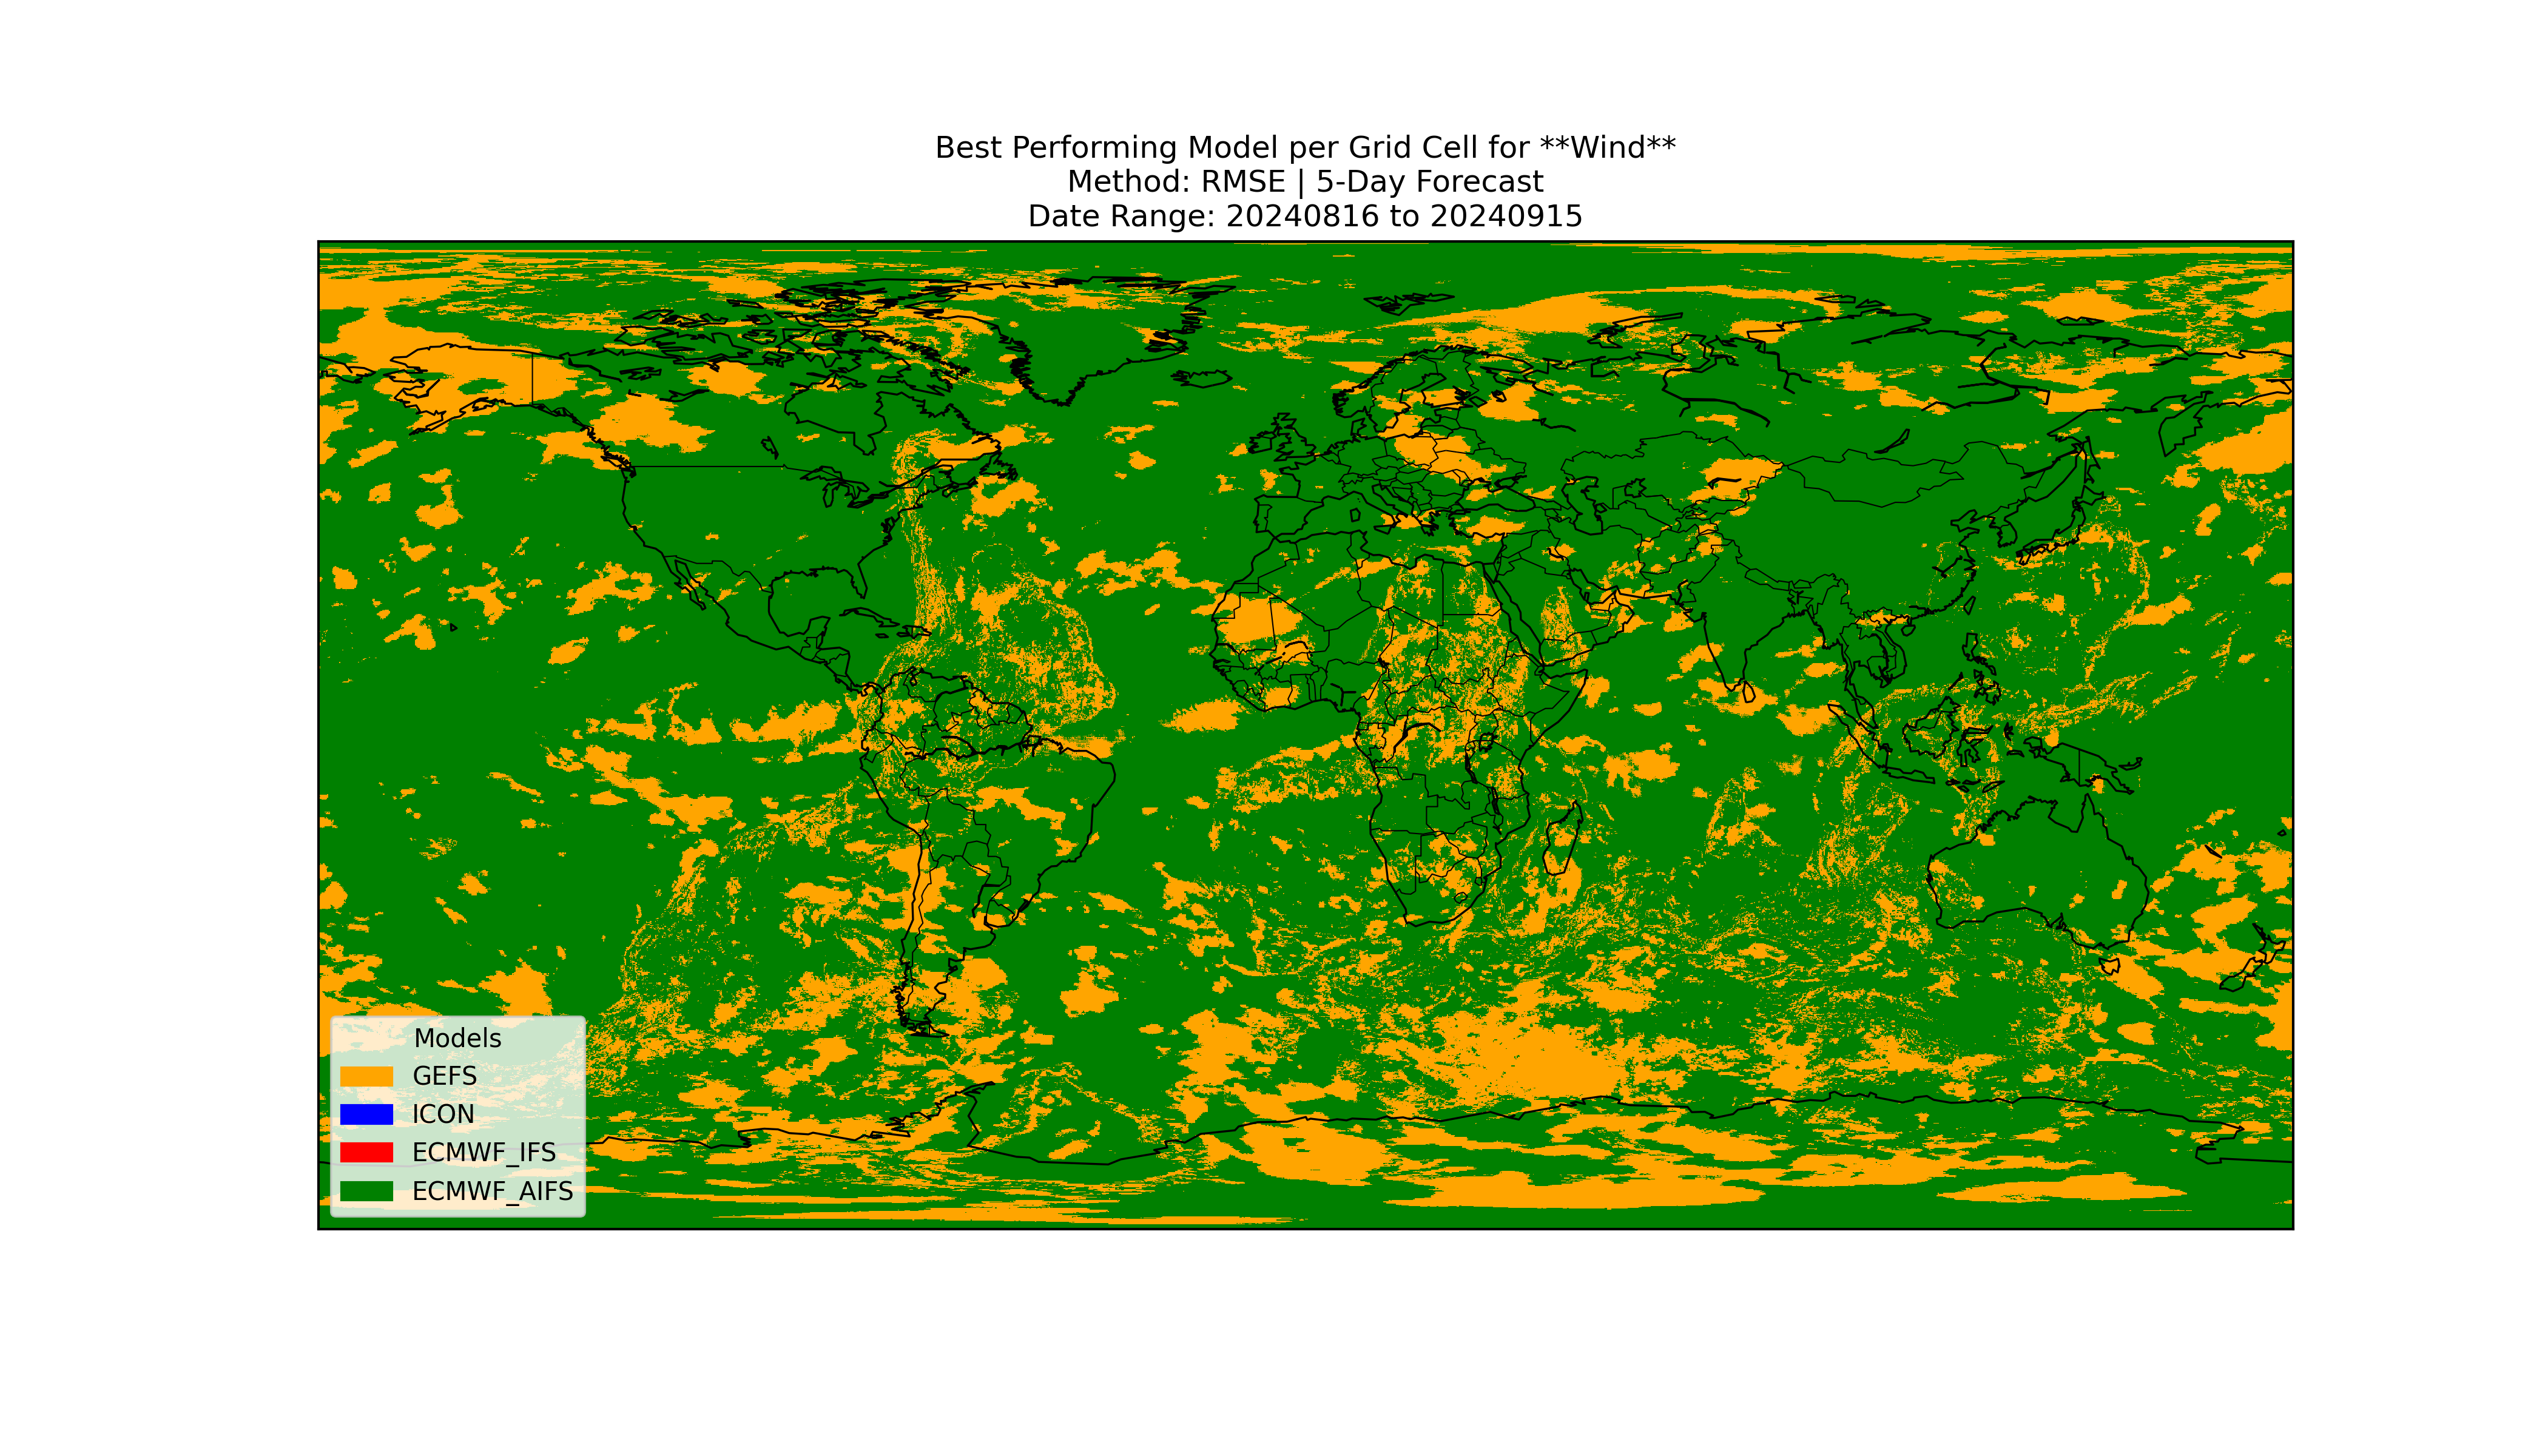 Best Performing Model per Grid Cell for **Wind**
Method: RMSE | 5-Day Forecast
Date Range: 20240816 to 20240915
Models
GEFS
ICON
ECMWF_IFS
ECMWF_AIFS